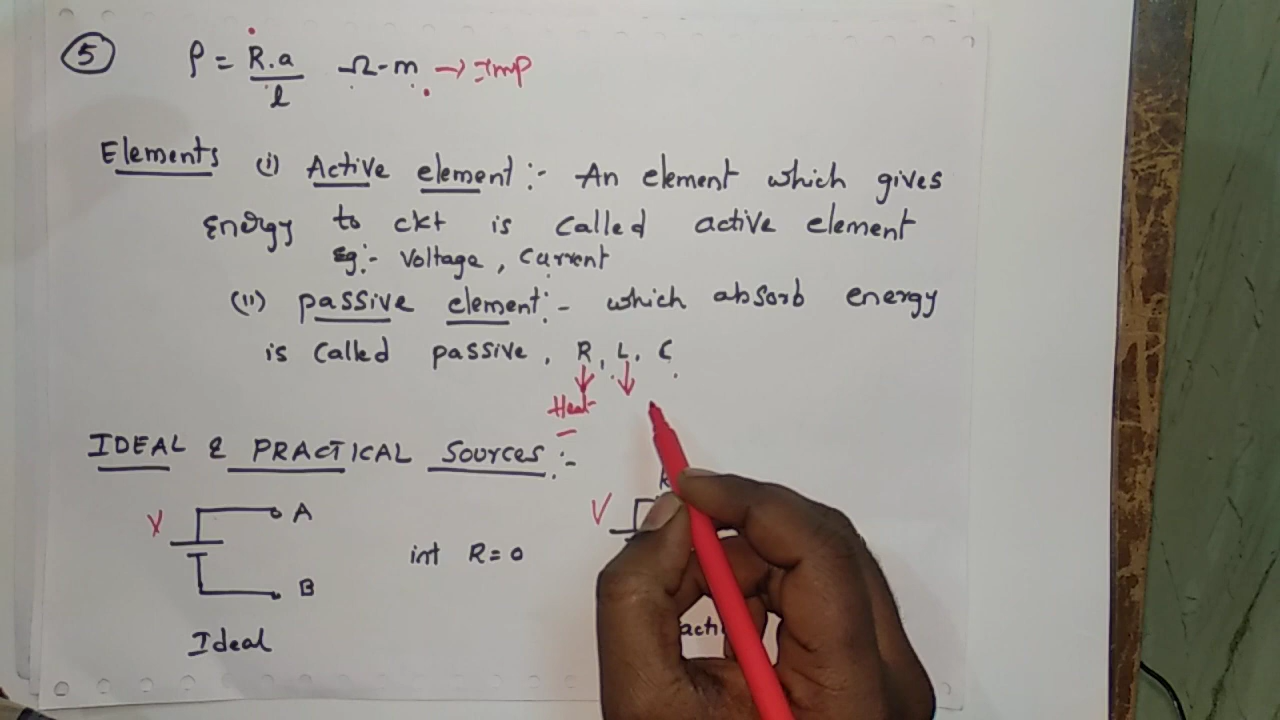 5
ρ = R.a / l Ω-m → Imp
Elements (i) Active element :- An element which gives
energy to ckt is called active element
Eg:- Voltage, Current
(ii) passive element :- which absorb energy
is called passive, R, L, C
Heat
IDEAL & PRACTICAL Sources :-
A
int R=0
B
Ideal